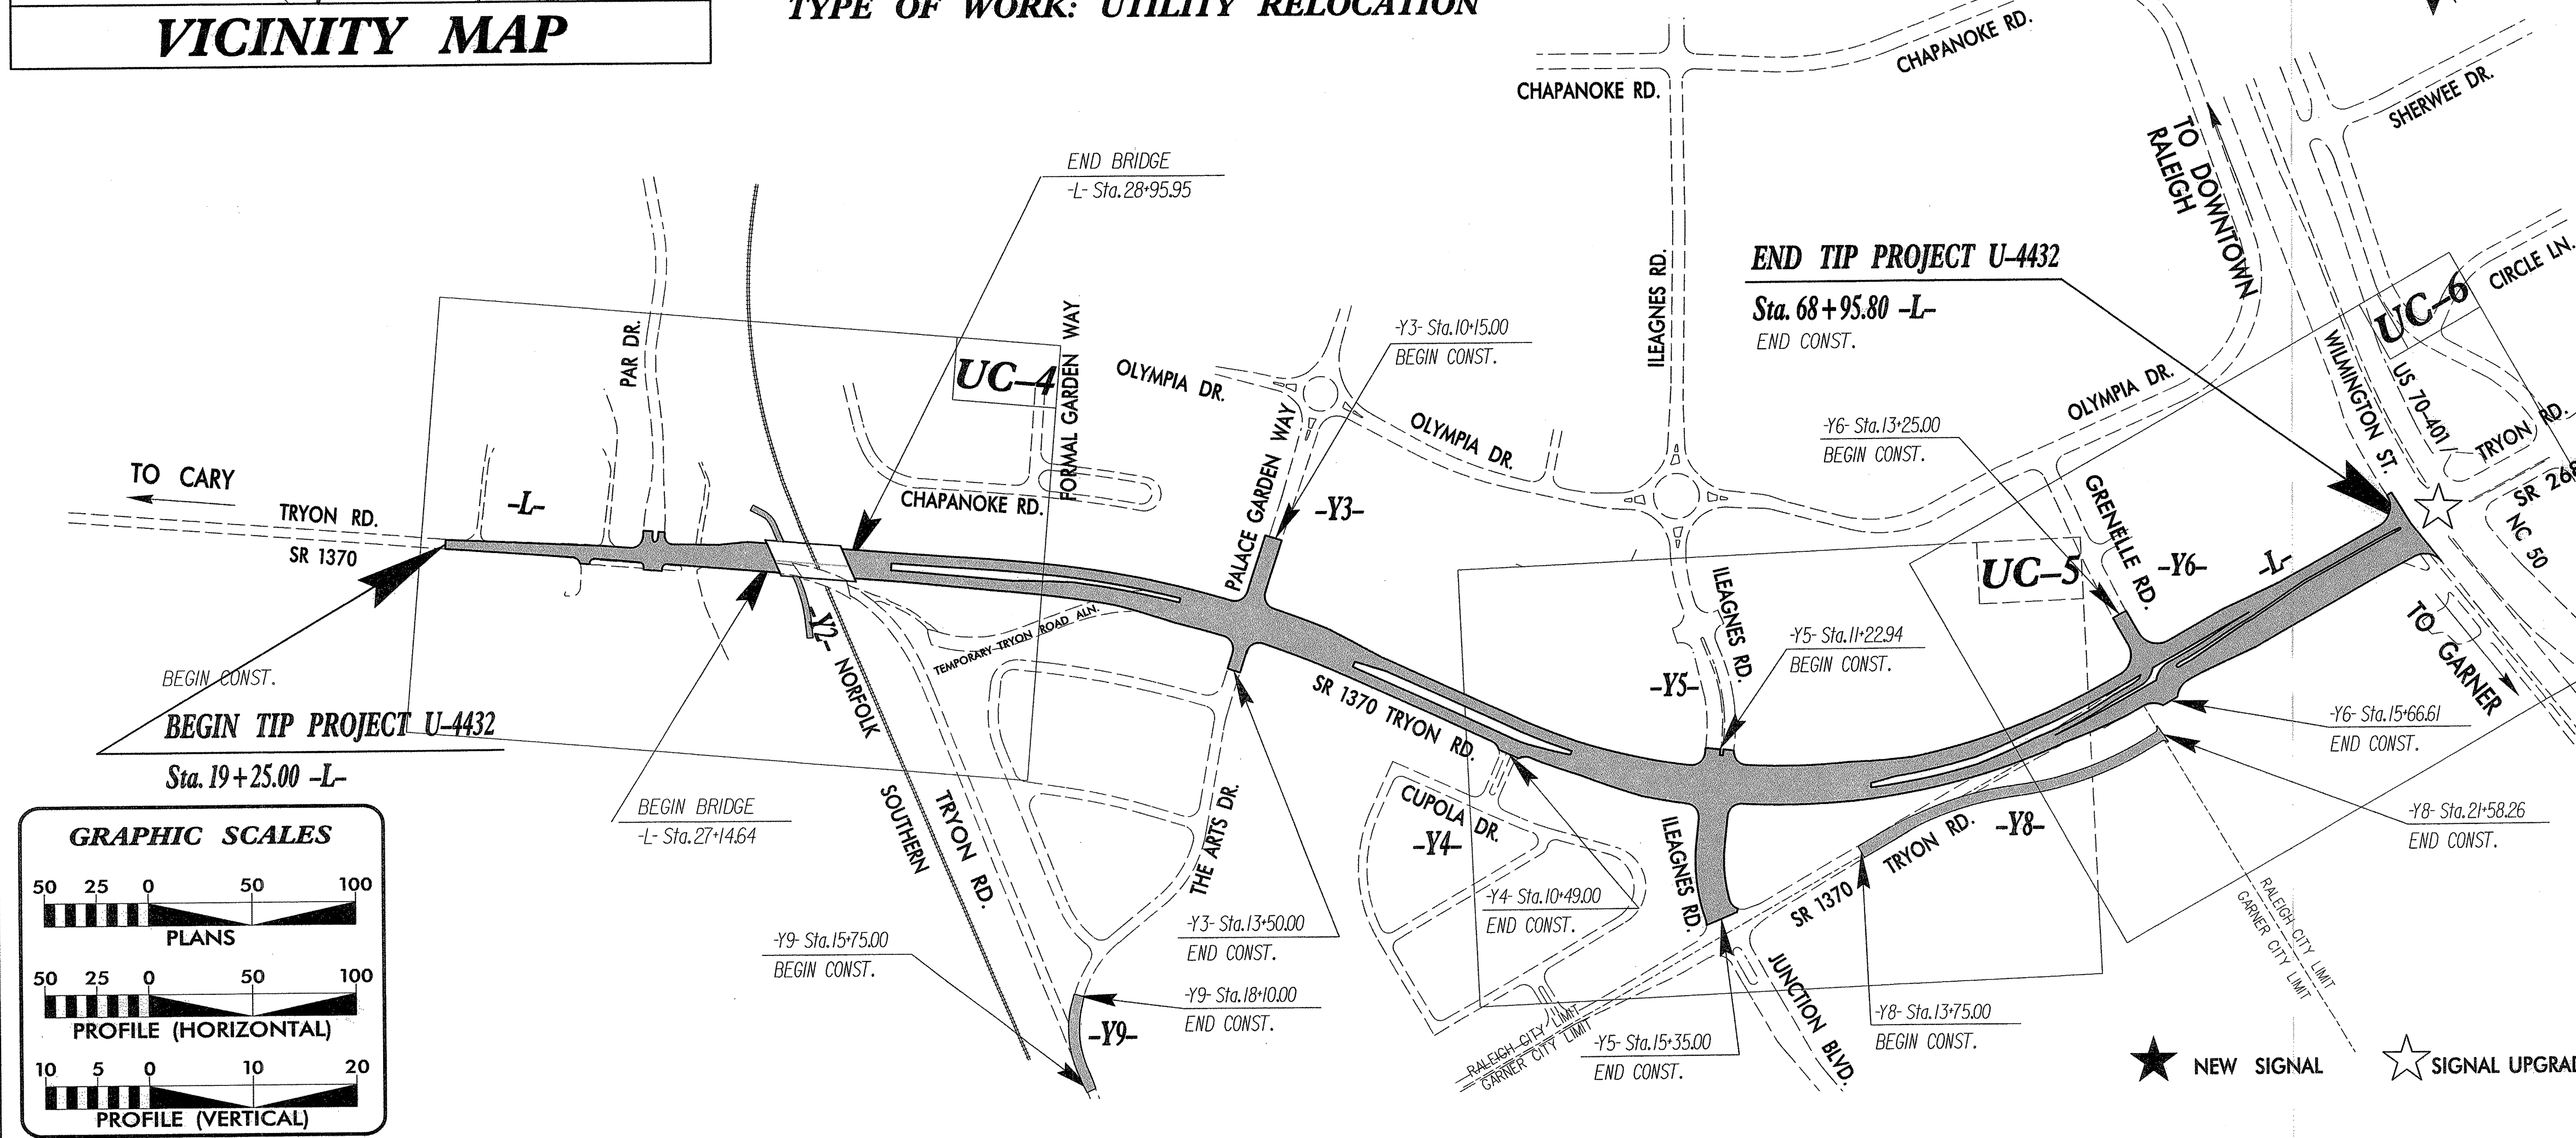 TYPE OF WORK: UTILITY RELOCATION
VICINITY MAP
CHAPANOKE RD.
CHAPANOKE RD.
SHERWEE DR.
TO DOWNTOWN
RALEIGH
END BRIDGE
-L- Sta. 28+95.95
ILEAGNES RD.
END TIP PROJECT U-4432
Sta. 68+95.80 -L-
END CONST.
CIRCLE LN.
UC-6
WILMINGTON ST.
US 70-401
TRYON RD.
NC 50
PAR DR.
UC-4
FORMAL GARDEN WAY
OLYMPIA DR.
-Y3- Sta. 10+15.00
BEGIN CONST.
PALACE GARDEN WAY
OLYMPIA DR.
OLYMPIA DR.
-Y6- Sta. 13+25.00
BEGIN CONST.
TO CARY
TRYON RD.
SR 1370
-L-
CHAPANOKE RD.
-Y3-
GRENELLE RD.
-Y6-
-L-
UC-5
ILEAGNES RD.
-Y5- Sta. 11+22.94
BEGIN CONST.
-Y5-
TO GARNER
-Y2-
NORFOLK
SOUTHERN
TEMPORARY TRYON ROAD ALN.
SR 1370 TRYON RD.
BEGIN CONST.
BEGIN TIP PROJECT U-4432
Sta. 19+25.00 -L-
BEGIN BRIDGE
-L- Sta. 27+14.64
TRYON RD.
THE ARTS DR.
CUPOLA DR.
-Y4-
ILEAGNES RD.
SR 1370
TRYON RD.
-Y8-
-Y6- Sta. 15+66.61
END CONST.
-Y8- Sta. 21+58.26
END CONST.
-Y4- Sta. 10+49.00
END CONST.
-Y3- Sta. 13+50.00
END CONST.
-Y9- Sta. 15+75.00
BEGIN CONST.
-Y9- Sta. 18+10.00
END CONST.
-Y9-
RALEIGH CITY LIMIT
GARNER CITY LIMIT
-Y5- Sta. 15+35.00
END CONST.
JUNCTION BLVD.
-Y8- Sta. 13+75.00
BEGIN CONST.
RALEIGH CITY LIMIT
GARNER CITY LIMIT
NEW SIGNAL
GRAPHIC SCALES
50 25 0 50 100
PLANS
50 25 0 50 100
PROFILE (HORIZONTAL)
10 5 0 10 20
PROFILE (VERTICAL)
SIGNAL